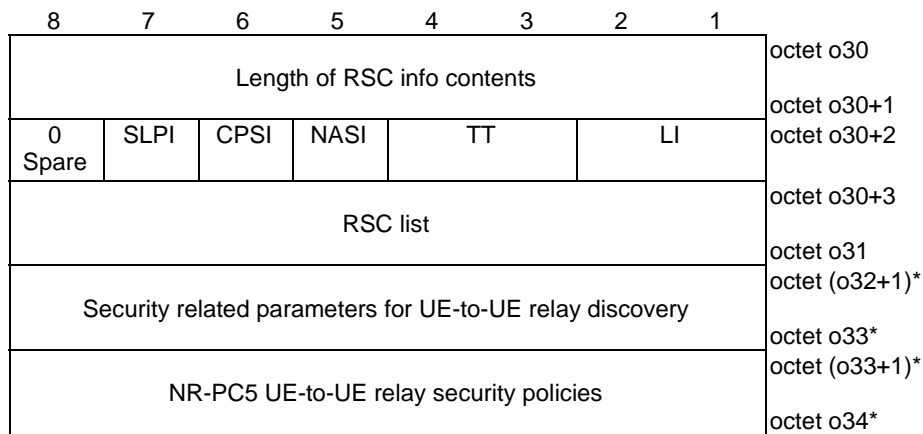 8 7 6 5 4 3 2 1
Length of RSC info contents
octet o30
octet o30+1
0 SLPI CPSI NASI TT LI octet o30+2
Spare
RSC list
octet o30+3
octet o31
Security related parameters for UE-to-UE relay discovery
octet (o32+1)*
octet o33*
NR-PC5 UE-to-UE relay security policies
octet (o33+1)*
octet o34*